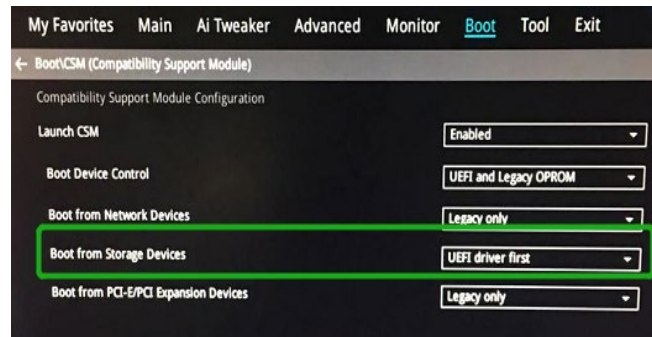 My Favorites Main Ai Tweaker Advanced Monitor Boot Tool Exit
← Boot\CSM (Compatibility Support Module)
Compatibility Support Module Configuration
Launch CSM Enabled
Boot Device Control UEFI and Legacy OPROM
Boot from Network Devices Legacy only
Boot from Storage Devices UEFI driver first
Boot from PCI-E/PCI Expansion Devices Legacy only